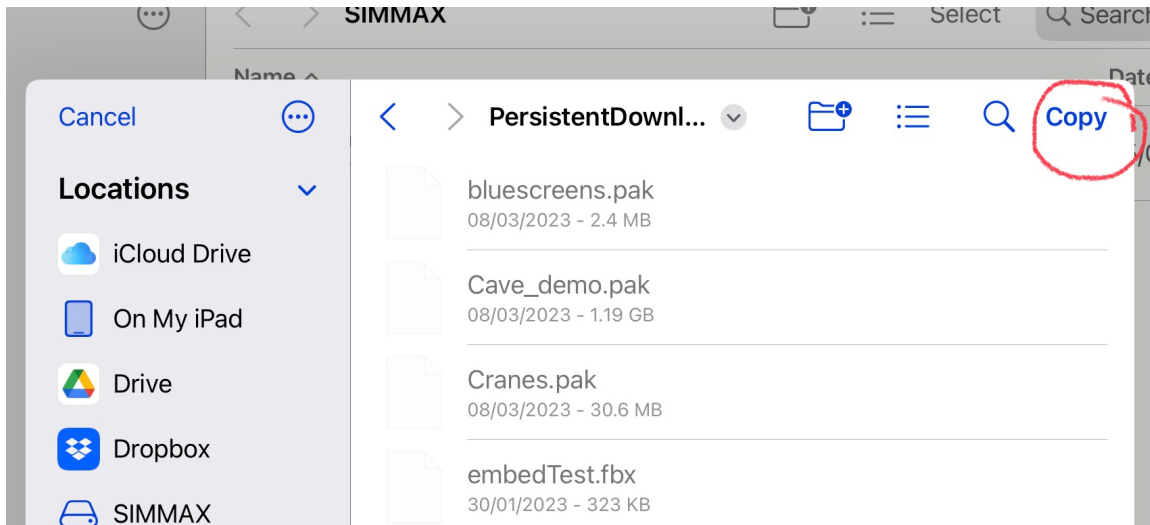 SIMMAX
Select
Search
Name
Date
Cancel
PersistentDownl...
Copy
Locations
iCloud Drive
On My iPad
Drive
Dropbox
SIMMAX
bluescreens.pak
08/03/2023 - 2.4 MB
Cave_demo.pak
08/03/2023 - 1.19 GB
Cranes.pak
08/03/2023 - 30.6 MB
embedTest.fbx
30/01/2023 - 323 KB